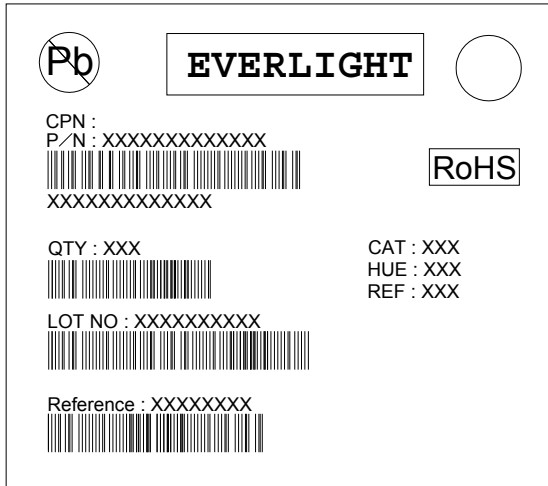 Pb
EVERLIGHT
CPN :
P/N : XXXXXXXXXXXXX
RoHS
XXXXXXXXXXXXX
QTY : XXX
CAT : XXX
HUE : XXX
REF : XXX
LOT NO : XXXXXXXXXX
Reference : XXXXXXXX